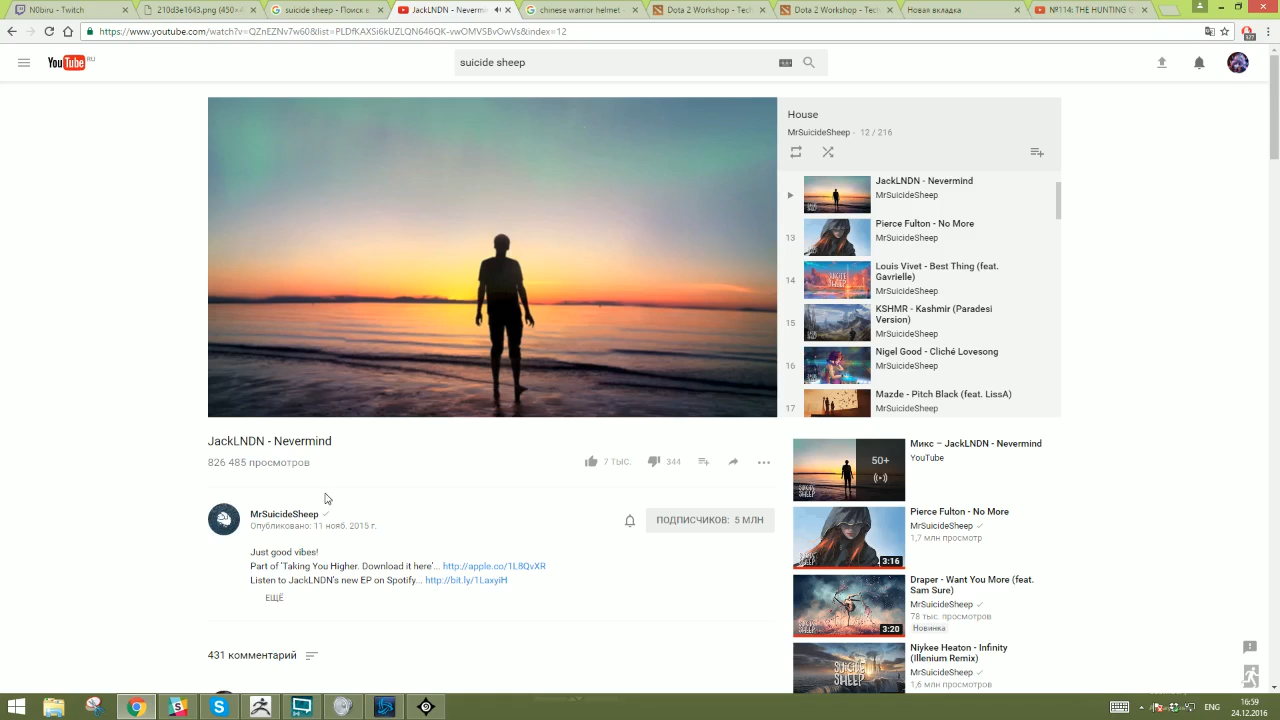 N0biru - Twitch
210d3e1643.png (450×
suicide sheep - Поиск в
JackLNDN - Neverm
chinese warrior helmet -
Dota 2 Workshop - Tech
Dota 2 Workshop - Tech
Новая вкладка
№114: THE HUNTING G
https://www.youtube.com/watch?v=QZnEZNv7w60&list=PLDfKAXSi6kUZLQN646QK-vwOMVSBvOwVs&index=12
327
YouTube RU
suicide sheep
House
MrSuicideSheep - 12 / 216
JackLNDN - Nevermind
MrSuicideSheep
13
Pierce Fulton - No More
MrSuicideSheep
14
Louis Vivet - Best Thing (feat.
Gavrielle)
MrSuicideSheep
15
KSHMR - Kashmir (Paradesi
Version)
MrSuicideSheep
16
Nigel Good - Cliché Lovesong
MrSuicideSheep
17
Mazde - Pitch Black (feat. LissA)
MrSuicideSheep
JackLNDN - Nevermind
826 485 просмотров
7 ТЫС.
344
MrSuicideSheep
Опубликовано: 11 нояб. 2015 г.
ПОДПИСЧИКОВ: 5 МЛН
Just good vibes!
Part of 'Taking You Higher. Download it here'... http://apple.co/1L8QvXR
Listen to JackLNDN's new EP on Spotify... http://bit.ly/1LaxyiH
ЕЩЁ
431 комментарий
50+
SUICIDE SHEEP
Микс – JackLNDN - Nevermind
YouTube
3:16
Pierce Fulton - No More
MrSuicideSheep
1,7 млн просмотр
3:20
Draper - Want You More (feat.
Sam Sure)
MrSuicideSheep
78 тыс. просмотров
Новинка
SUICIDE SHEEP
Niykee Heaton - Infinity
(Illenium Remix)
MrSuicideSheep
1,6 млн просмотров
ENG
16:59
24.12.2016